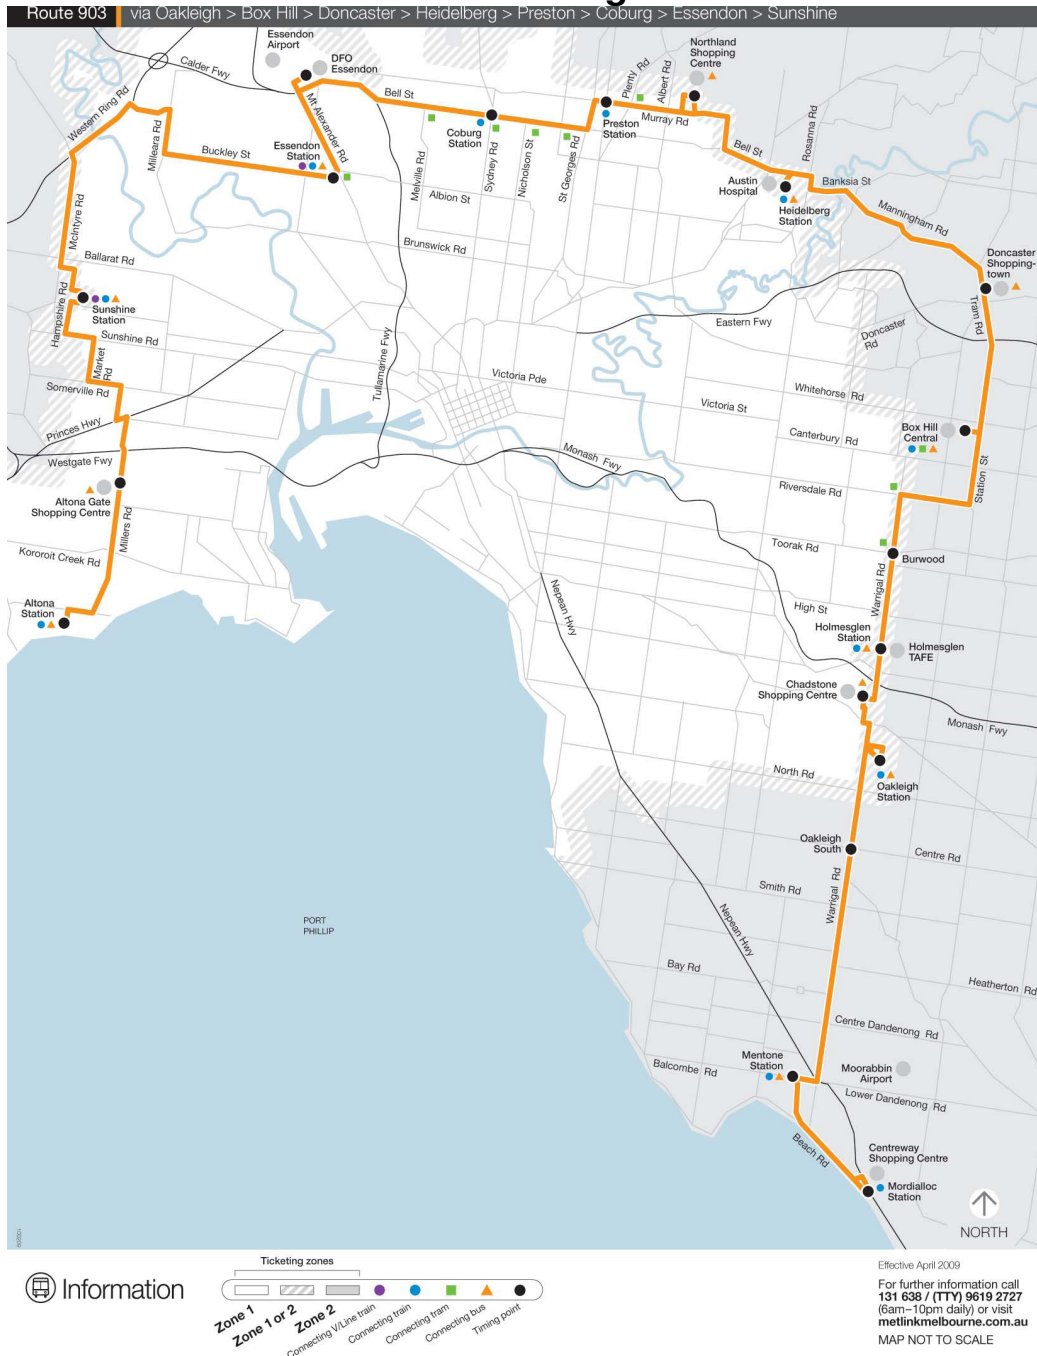 Route 903
via Oakleigh > Box Hill > Doncaster > Heidelberg > Preston > Coburg > Essendon > Sunshine
Essendon
Airport
DFO
Essendon
Calder Fwy
Western Ring Rd
Milleara Rd
Buckley St
Essendon
Station
Mt Alexander Rd
Bell St
Melville Rd
Coburg
Station
Sydney Rd
Nicholson St
St Georges Rd
Albion St
Brunswick Rd
Plenty Rd
Albert Rd
Northland
Shopping
Centre
Preston
Station
Murray Rd
Bell St
Rosanna Rd
Austin
Hospital
Banksia St
Heidelberg
Station
Manningham Rd
Doncaster
Shopping-
town
Tram Rd
McIntyre Rd
Ballarat Rd
Hampshire Rd
Sunshine
Station
Sunshine Rd
Market
Rd
Somerville Rd
Princes Hwy
Westgate Fwy
Altona Gate
Shopping Centre
Millers Rd
Kororoit Creek Rd
Altona
Station
Tullamarine Fwy
Victoria Pde
Eastern Fwy
Doncaster
Rd
Whitehorse Rd
Victoria St
Canterbury Rd
Box Hill
Central
Monash Fwy
Riversdale Rd
Station St
Toorak Rd
Burwood
Warrigal Rd
High St
Holmesglen
Station
Holmesglen
TAFE
Chadstone
Shopping Centre
Monash Fwy
Nepean Hwy
North Rd
Oakleigh
Station
Oakleigh
South
Centre Rd
Smith Rd
Warrigal Rd
Nepean Hwy
PORT
PHILLIP
Bay Rd
Heatherton Rd
Centre Dandenong Rd
Mentone
Station
Balcombe Rd
Moorabbin
Airport
Lower Dandenong Rd
Beach Rd
Centreway
Shopping Centre
Mordialloc
Station
NORTH
Information
Ticketing zones
Zone 1
Zone 1 or 2
Zone 2
Connecting V/Line train
Connecting train
Connecting tram
Connecting bus
Timing point
Effective April 2009
For further information call
131 638 / (TTY) 9619 2727
(6am–10pm daily) or visit
metlinkmelbourne.com.au
MAP NOT TO SCALE